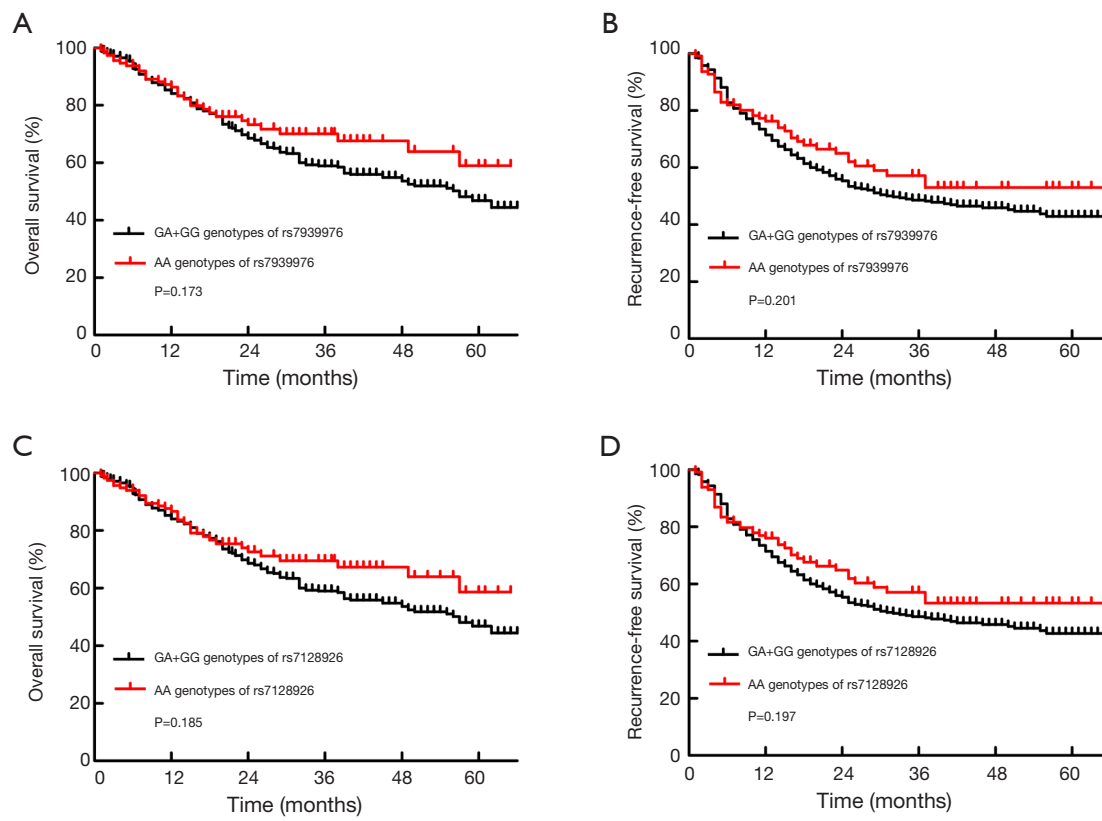 A
100
80
60
40
20
0
Overall survival (%)
GA+GG genotypes of rs7939976
AA genotypes of rs7939976
P=0.173
0 12 24 36 48 60
Time (months)
B
100
80
60
40
20
0
Recurrence-free survival (%)
GA+GG genotypes of rs7939976
AA genotypes of rs7939976
P=0.201
0 12 24 36 48 60
Time (months)
C
100
80
60
40
20
0
Overall survival (%)
GA+GG genotypes of rs7128926
AA genotypes of rs7128926
P=0.185
0 12 24 36 48 60
Time (months)
D
100
80
60
40
20
0
Recurrence-free survival (%)
GA+GG genotypes of rs7128926
AA genotypes of rs7128926
P=0.197
0 12 24 36 48 60
Time (months)